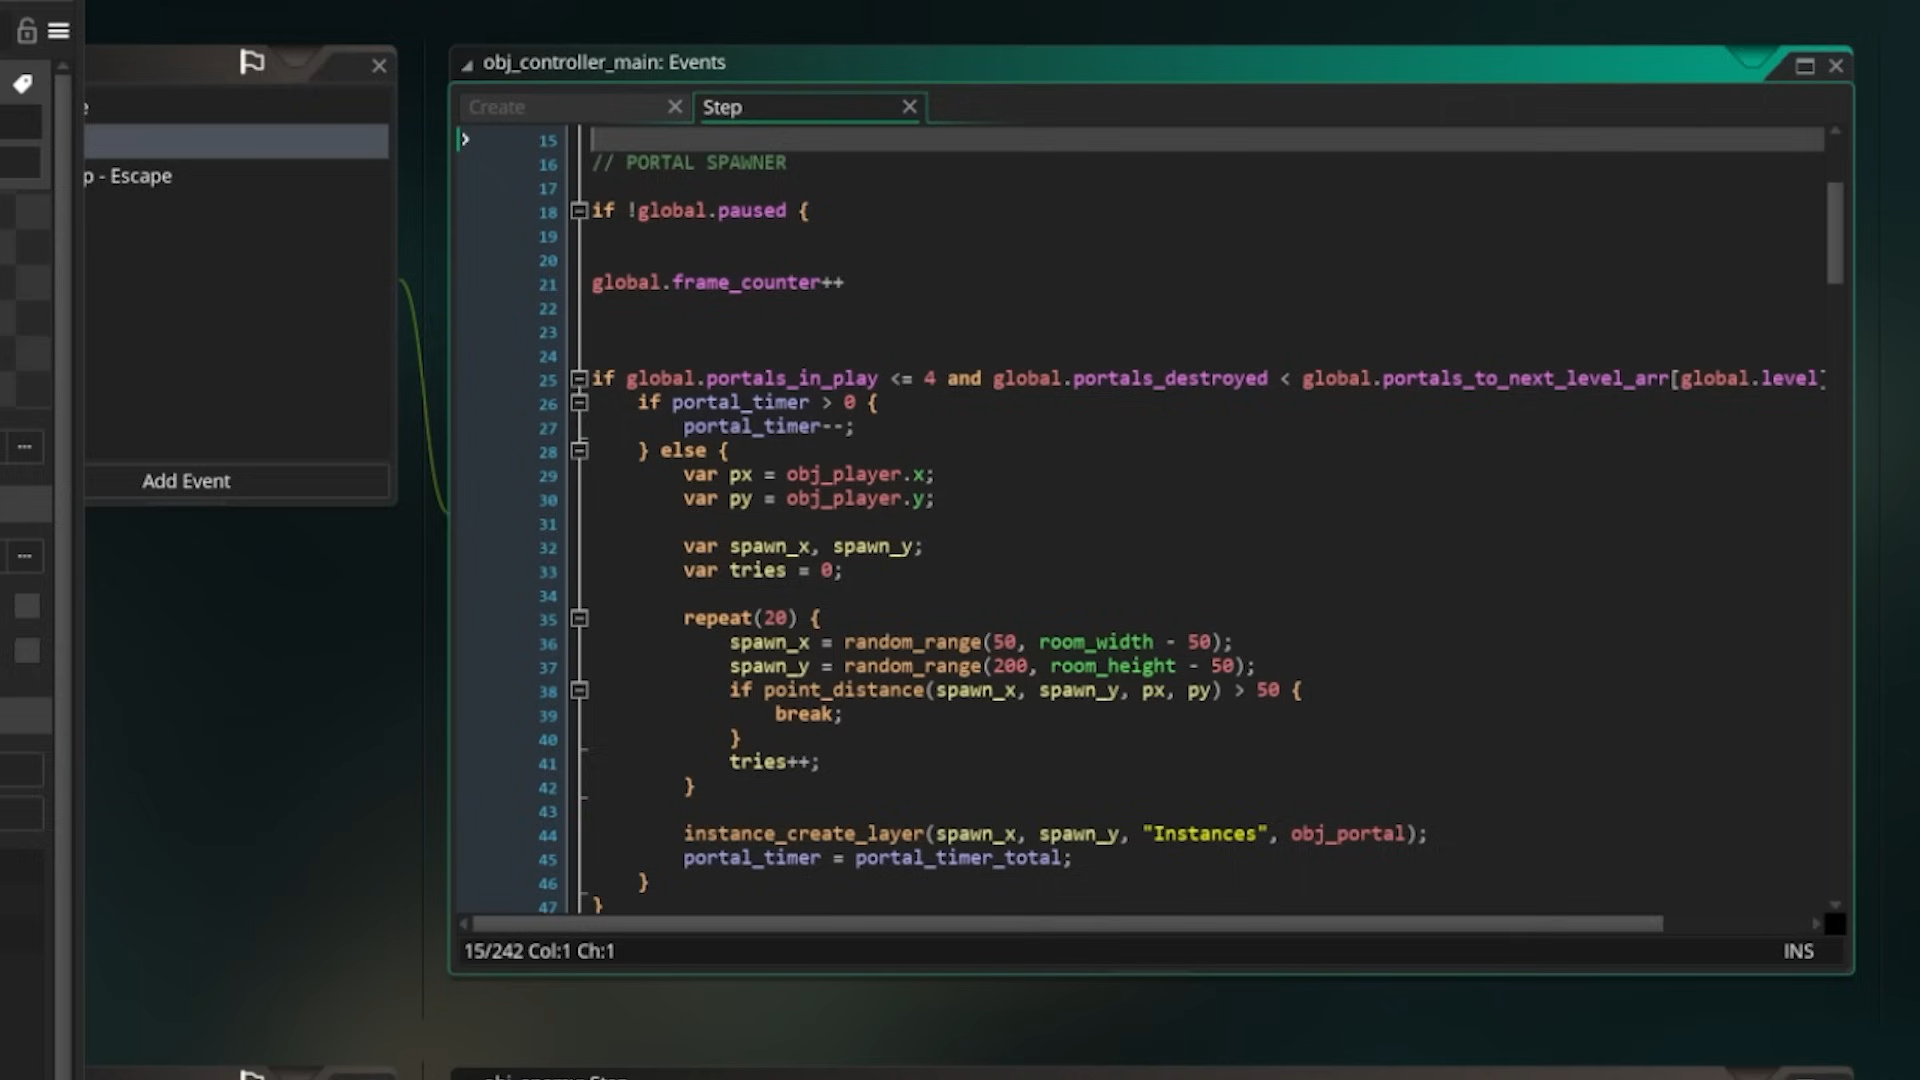 obj_controller_main: Events
Create
Step
p - Escape
Add Event
15
16 // PORTAL SPAWNER
17
18 if !global.paused {
19
20
21 global.frame_counter++
22
23
24
25 if global.portals_in_play <= 4 and global.portals_destroyed < global.portals_to_next_level_arr[global.level]
26 if portal_timer > 0 {
27 portal_timer--;
28 } else {
29 var px = obj_player.x;
30 var py = obj_player.y;
31
32 var spawn_x, spawn_y;
33 var tries = 0;
34
35 repeat(20) {
36 spawn_x = random_range(50, room_width - 50);
37 spawn_y = random_range(200, room_height - 50);
38 if point_distance(spawn_x, spawn_y, px, py) > 50 {
39 break;
40 }
41 tries++;
42 }
43
44 instance_create_layer(spawn_x, spawn_y, "Instances", obj_portal);
45 portal_timer = portal_timer_total;
46 }
47 }
15/242 Col:1 Ch:1
INS